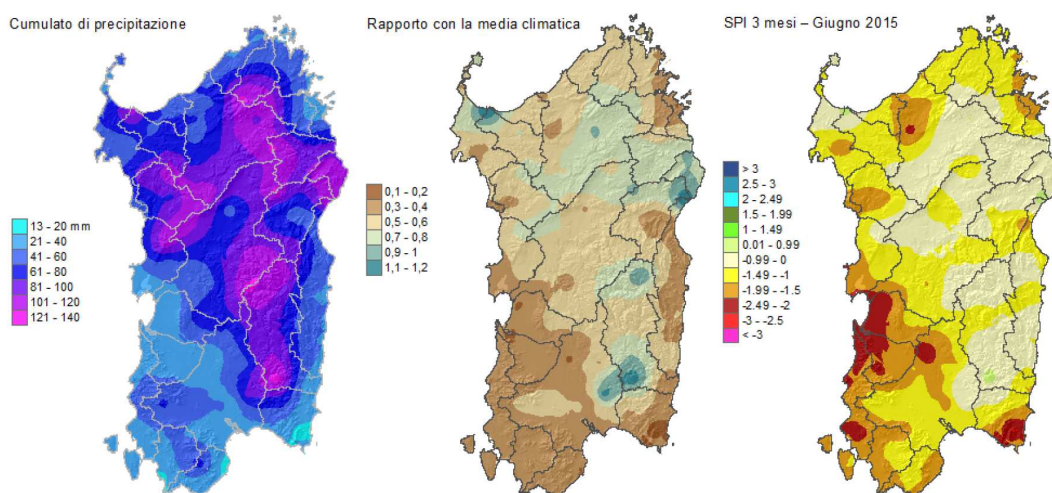 Cumulato di precipitazione
13 - 20 mm
21 - 40
41 - 60
61 - 80
81 - 100
101 - 120
121 - 140
Rapporto con la media climatica
0,1 - 0,2
0,3 - 0,4
0,5 - 0,6
0,7 - 0,8
0,9 - 1
1,1 - 1,2
SPI 3 mesi – Giugno 2015
> 3
2.5 - 3
2 - 2.49
1.5 - 1.99
1 - 1.49
0.01 - 0.99
-0.99 - 0
-1.49 - -1
-1.99 - -1.5
-2.49 - -2
-3 - -2.5
< -3